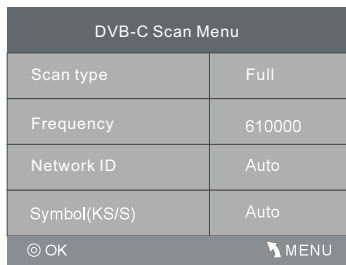 DVB-C Scan Menu
Scan type Full
Frequency 610000
Network ID Auto
Symbol(KS/S) Auto
OK MENU